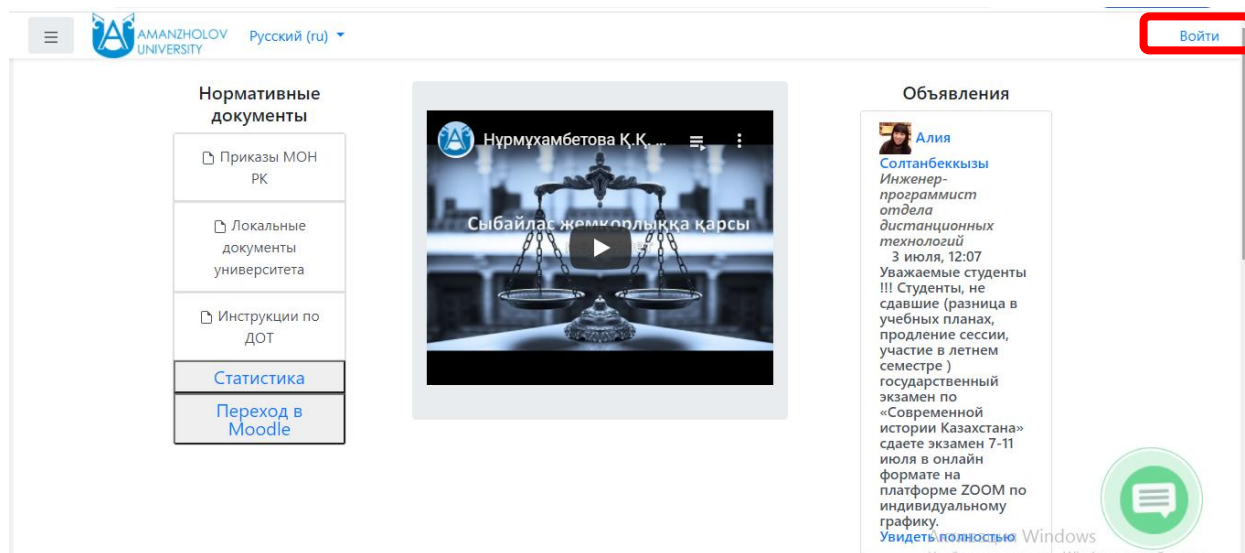 AMANZHOLOV
UNIVERSITY
Русский (ru)
Войти
Нормативные
документы
Приказы МОН
РК
Локальные
документы
университета
Инструкции по
ДОТ
Статистика
Переход в
Moodle
Нұрмұхамбетова Қ.Қ. ...
Сыбайлас жемқорлыққа қарсы
Объявления
Алия
Солтанбеккызы
Инженер-
программист
отдела
дистанционных
технологий
3 июля, 12:07
Уважаемые студенты
!!! Студенты, не
сдавшие (разница в
учебных планах,
продление сессии,
участие в летнем
семестре )
государственный
экзамен по
«Современной
истории Казахстана»
сдаете экзамен 7-11
июля в онлайн
формате на
платформе ZOOM по
индивидуальному
графику.
Увидеть полностью
Windows